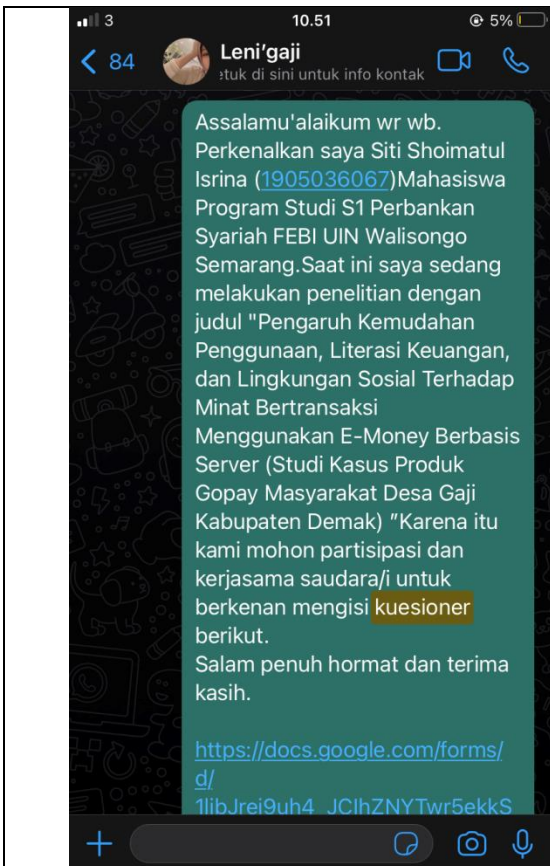 3 10.51 5%
84 Leni'gaji
etuk di sini untuk info kontak
Assalamu'alaikum wr wb.
Perkenalkan saya Siti Shoimatul
Isrina (1905036067)Mahasiswa
Program Studi S1 Perbankan
Syariah FEBI UIN Walisongo
Semarang.Saat ini saya sedang
melakukan penelitian dengan
judul "Pengaruh Kemudahan
Penggunaan, Literasi Keuangan,
dan Lingkungan Sosial Terhadap
Minat Bertransaksi
Menggunakan E-Money Berbasis
Server (Studi Kasus Produk
Gopay Masyarakat Desa Gaji
Kabupaten Demak) "Karena itu
kami mohon partisipasi dan
kerjasama saudara/i untuk
berkenan mengisi kuesioner
berikut.
Salam penuh hormat dan terima
kasih.
https://docs.google.com/forms/
d/
1libJrei9uh4_JClhZNYTwr5ekkS